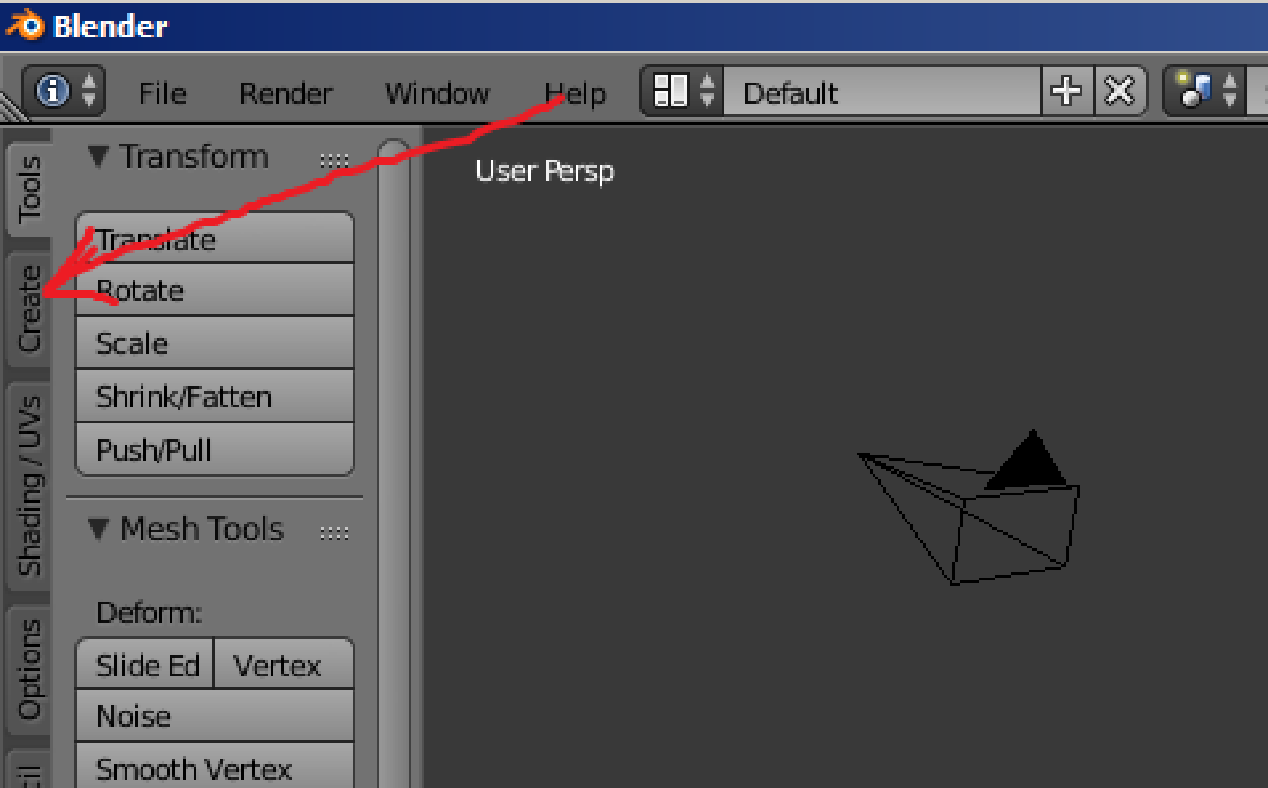 Blender
File Render Window Help Default
Tools
Create
Shading / UVs
Options
Transform
Translate
Rotate
Scale
Shrink/Fatten
Push/Pull
Mesh Tools
Deform:
Slide Ed Vertex
Noise
Smooth Vertex
User Persp